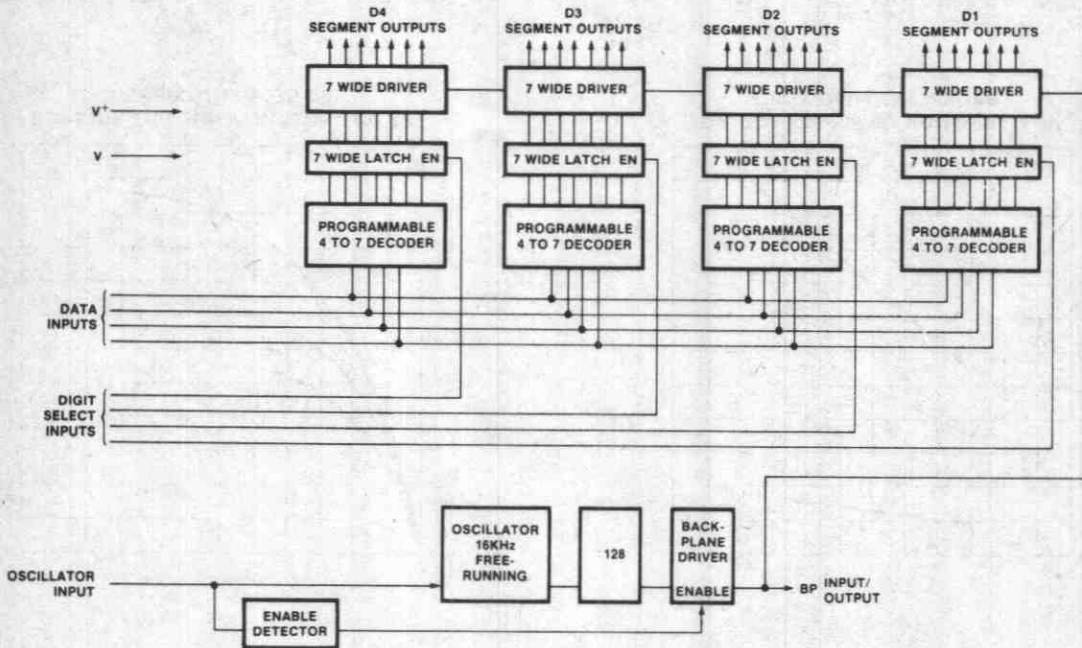 D4
SEGMENT OUTPUTS
D3
SEGMENT OUTPUTS
D2
SEGMENT OUTPUTS
D1
SEGMENT OUTPUTS
7 WIDE DRIVER
7 WIDE DRIVER
7 WIDE DRIVER
7 WIDE DRIVER
V+
V
7 WIDE LATCH EN
7 WIDE LATCH EN
7 WIDE LATCH EN
7 WIDE LATCH EN
PROGRAMMABLE
4 TO 7 DECODER
PROGRAMMABLE
4 TO 7 DECODER
PROGRAMMABLE
4 TO 7 DECODER
PROGRAMMABLE
4 TO 7 DECODER
DATA
INPUTS
DIGIT
SELECT
INPUTS
OSCILLATOR
INPUT
ENABLE
DETECTOR
OSCILLATOR
16KHz
FREE-
RUNNING
128
BACK-
PLANE
DRIVER
ENABLE
BP
INPUT/
OUTPUT